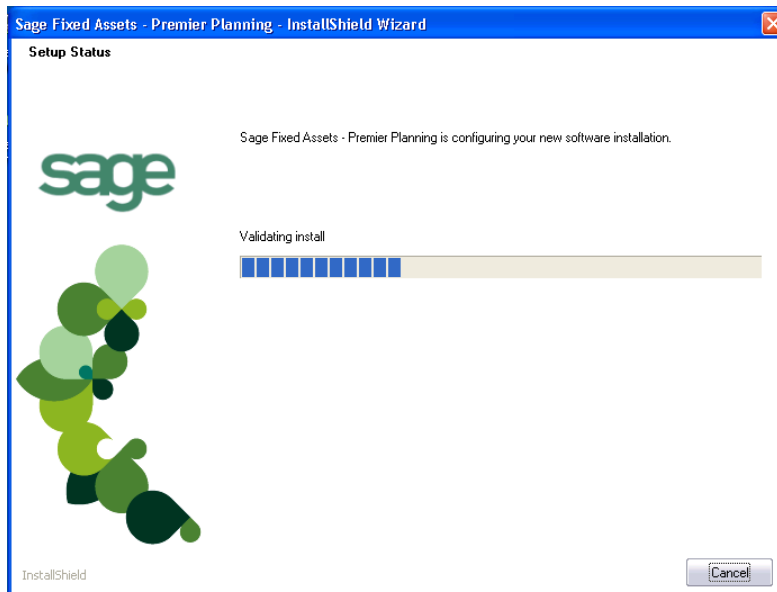 Sage Fixed Assets - Premier Planning - InstallShield Wizard
Setup Status
Sage Fixed Assets - Premier Planning is configuring your new software installation.
sage
Validating install
InstallShield
Cancel